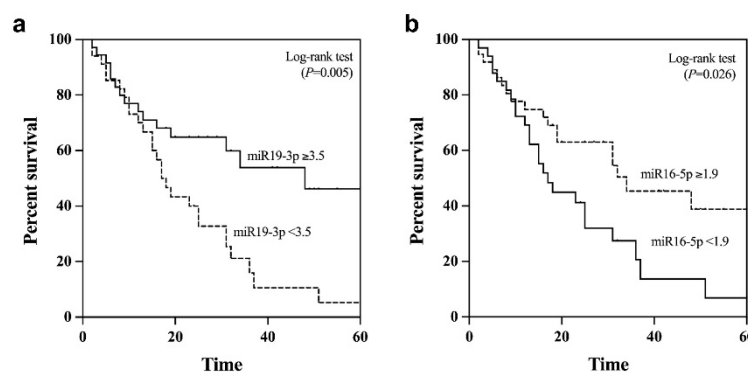 a
Log-rank test
(P=0.005)
Percent survival
100
80
60
40
20
0
miR19-3p ≥3.5
miR19-3p <3.5
0 20 40 60
Time
b
Log-rank test
(P=0.026)
Percent survival
100
80
60
40
20
0
miR16-5p ≥1.9
miR16-5p <1.9
0 20 40 60
Time